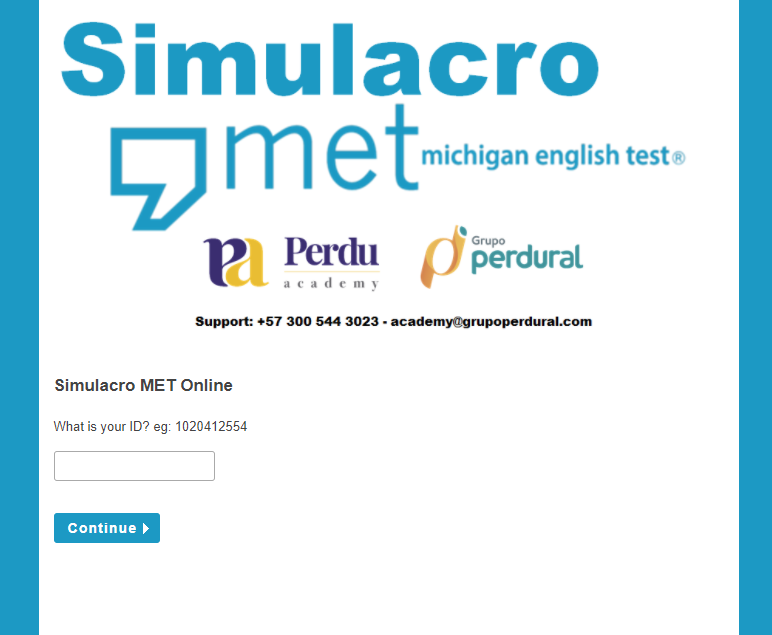 Simulacro
met michigan english test®
pa Perdu academy
Grupo perdural
Support: +57 300 544 3023 - academy@grupoperdural.com
Simulacro MET Online
What is your ID? eg: 1020412554
Continue